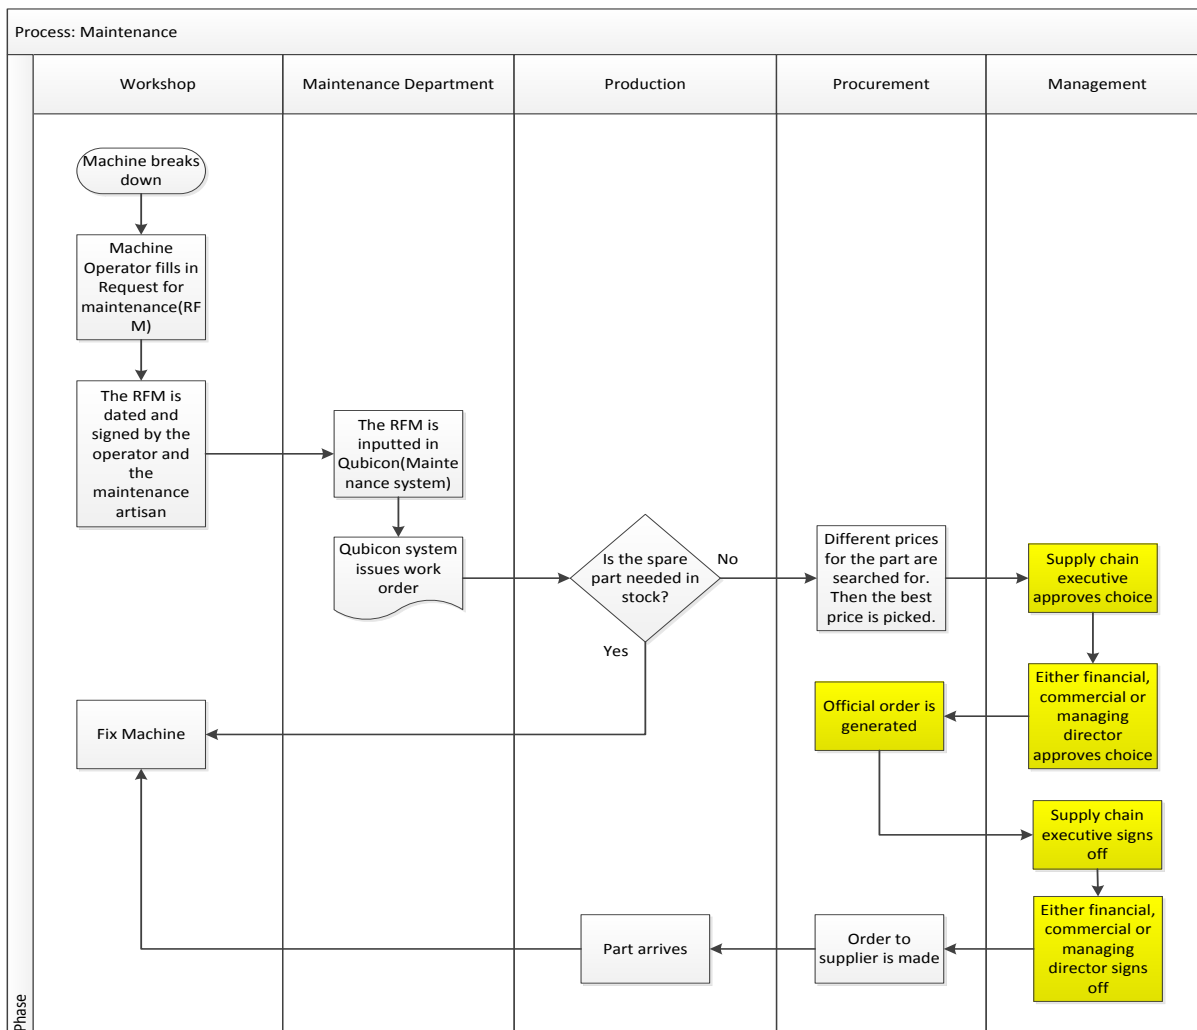 Process: Maintenance
Workshop
Maintenance Department
Production
Procurement
Management
Phase
Machine breaks
down
Machine
Operator fills in
Request for
maintenance(RF
M)
The RFM is
dated and
signed by the
operator and
the
maintenance
artisan
The RFM is
inputted in
Qubicon(Mainte
nance system)
Qubicon system
issues work
order
Is the spare
part needed in
stock?
No
Yes
Different prices
for the part are
searched for.
Then the best
price is picked.
Supply chain
executive
approves choice
Either financial,
commercial or
managing
director
approves choice
Official order is
generated
Fix Machine
Supply chain
executive signs
off
Either financial,
commercial or
managing
director signs
off
Order to
supplier is made
Part arrives